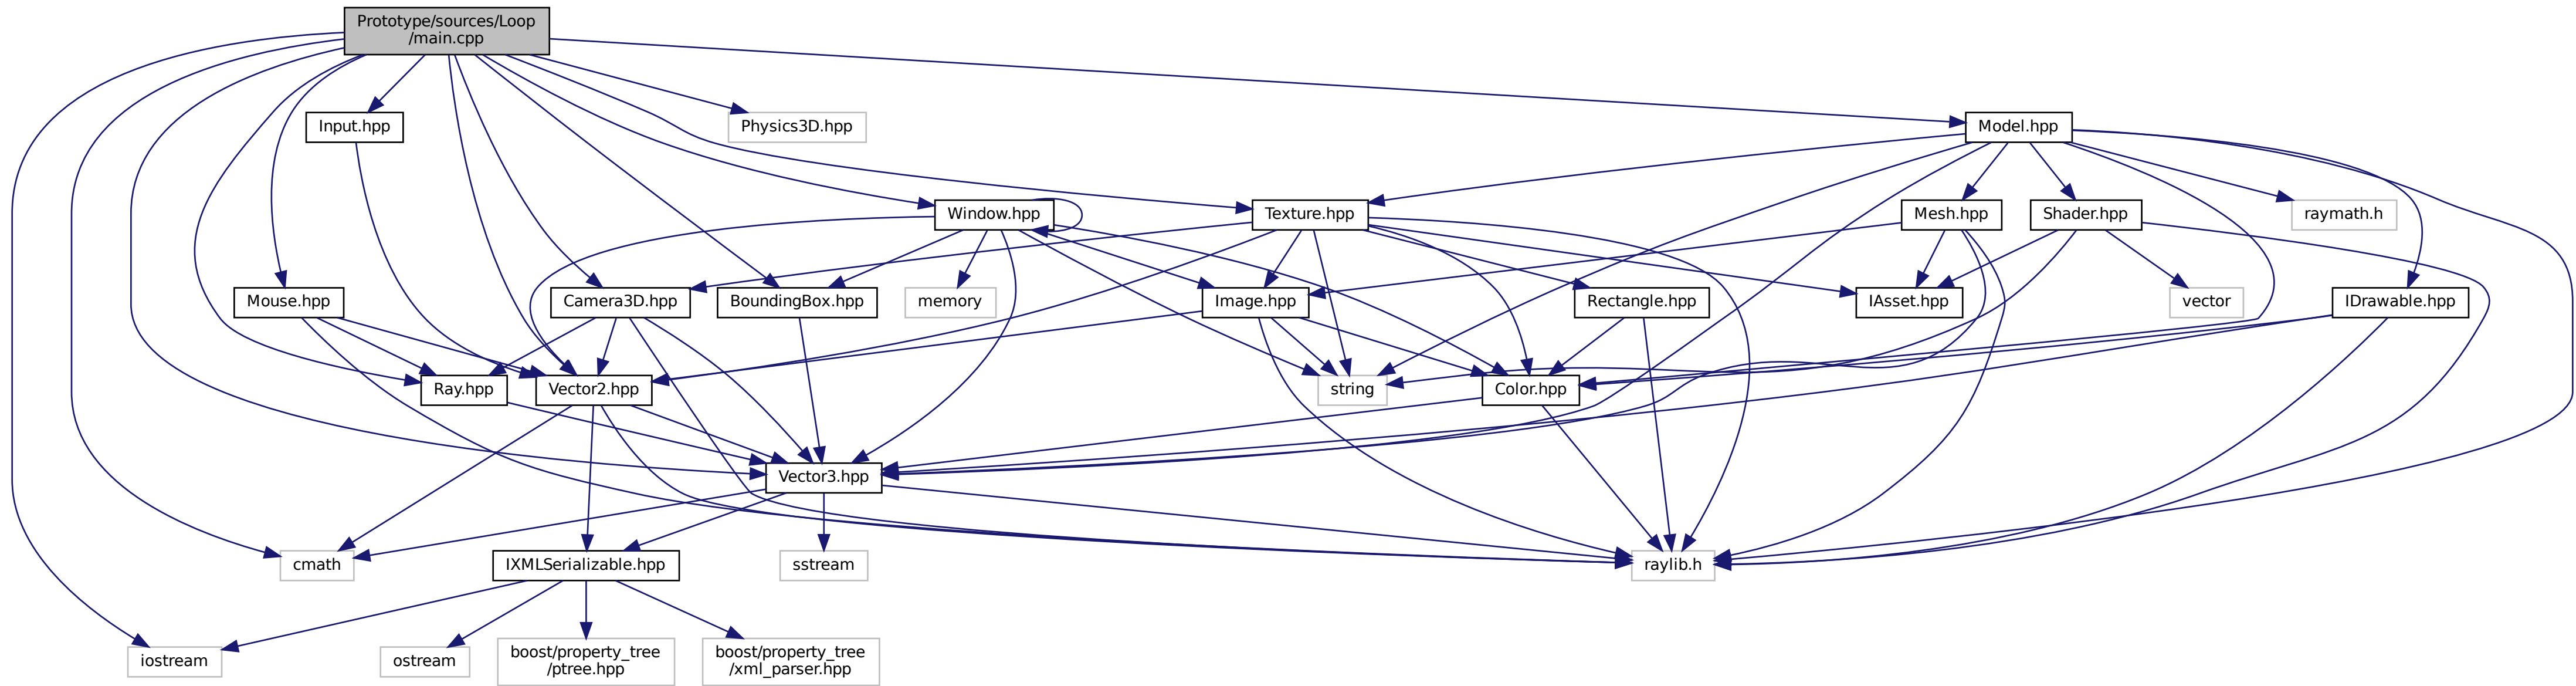 Prototype/sources/Loop
/main.cpp
Input.hpp
Physics3D.hpp
Model.hpp
Window.hpp
Texture.hpp
Mesh.hpp
Shader.hpp
raymath.h
Mouse.hpp
Camera3D.hpp
BoundingBox.hpp
memory
Image.hpp
Rectangle.hpp
IAsset.hpp
vector
IDrawable.hpp
Ray.hpp
Vector2.hpp
string
Color.hpp
Vector3.hpp
cmath
IXMLSerializable.hpp
sstream
raylib.h
iostream
ostream
boost/property_tree
/ptree.hpp
boost/property_tree
/xml_parser.hpp